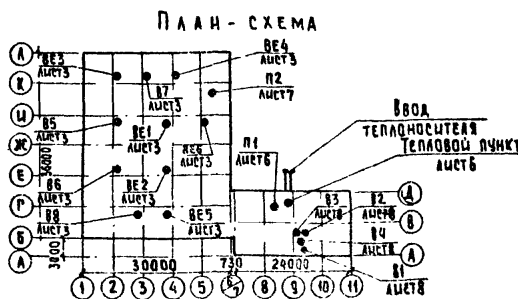 ПЛАН-СХЕМА
Л
ВЕ3
ЛИСТ3
ВЕ4
ЛИСТ3
К
В7
ЛИСТ3
П2
ЛИСТ7
И
В5
ЛИСТ3
ВЕ1
ЛИСТ3
ВЕ6
ЛИСТ3
Ж
ВВОД
ТЕПЛОНОСИТЕЛЯ
ТЕПЛОВОЙ ПУНКТ
ЛИСТ6
П1
ЛИСТ6
Е
36000
В6
ЛИСТ3
ВЕ2
ЛИСТ3
Д
Г
В3
ЛИСТ8
В2
ЛИСТ8
В
В8
ЛИСТ3
ВЕ5
ЛИСТ3
В4
ЛИСТ8
Б
А
3000
30000
730
24000
А
В1
ЛИСТ8
1 2 3 4 5 6 7 8 9 10 11